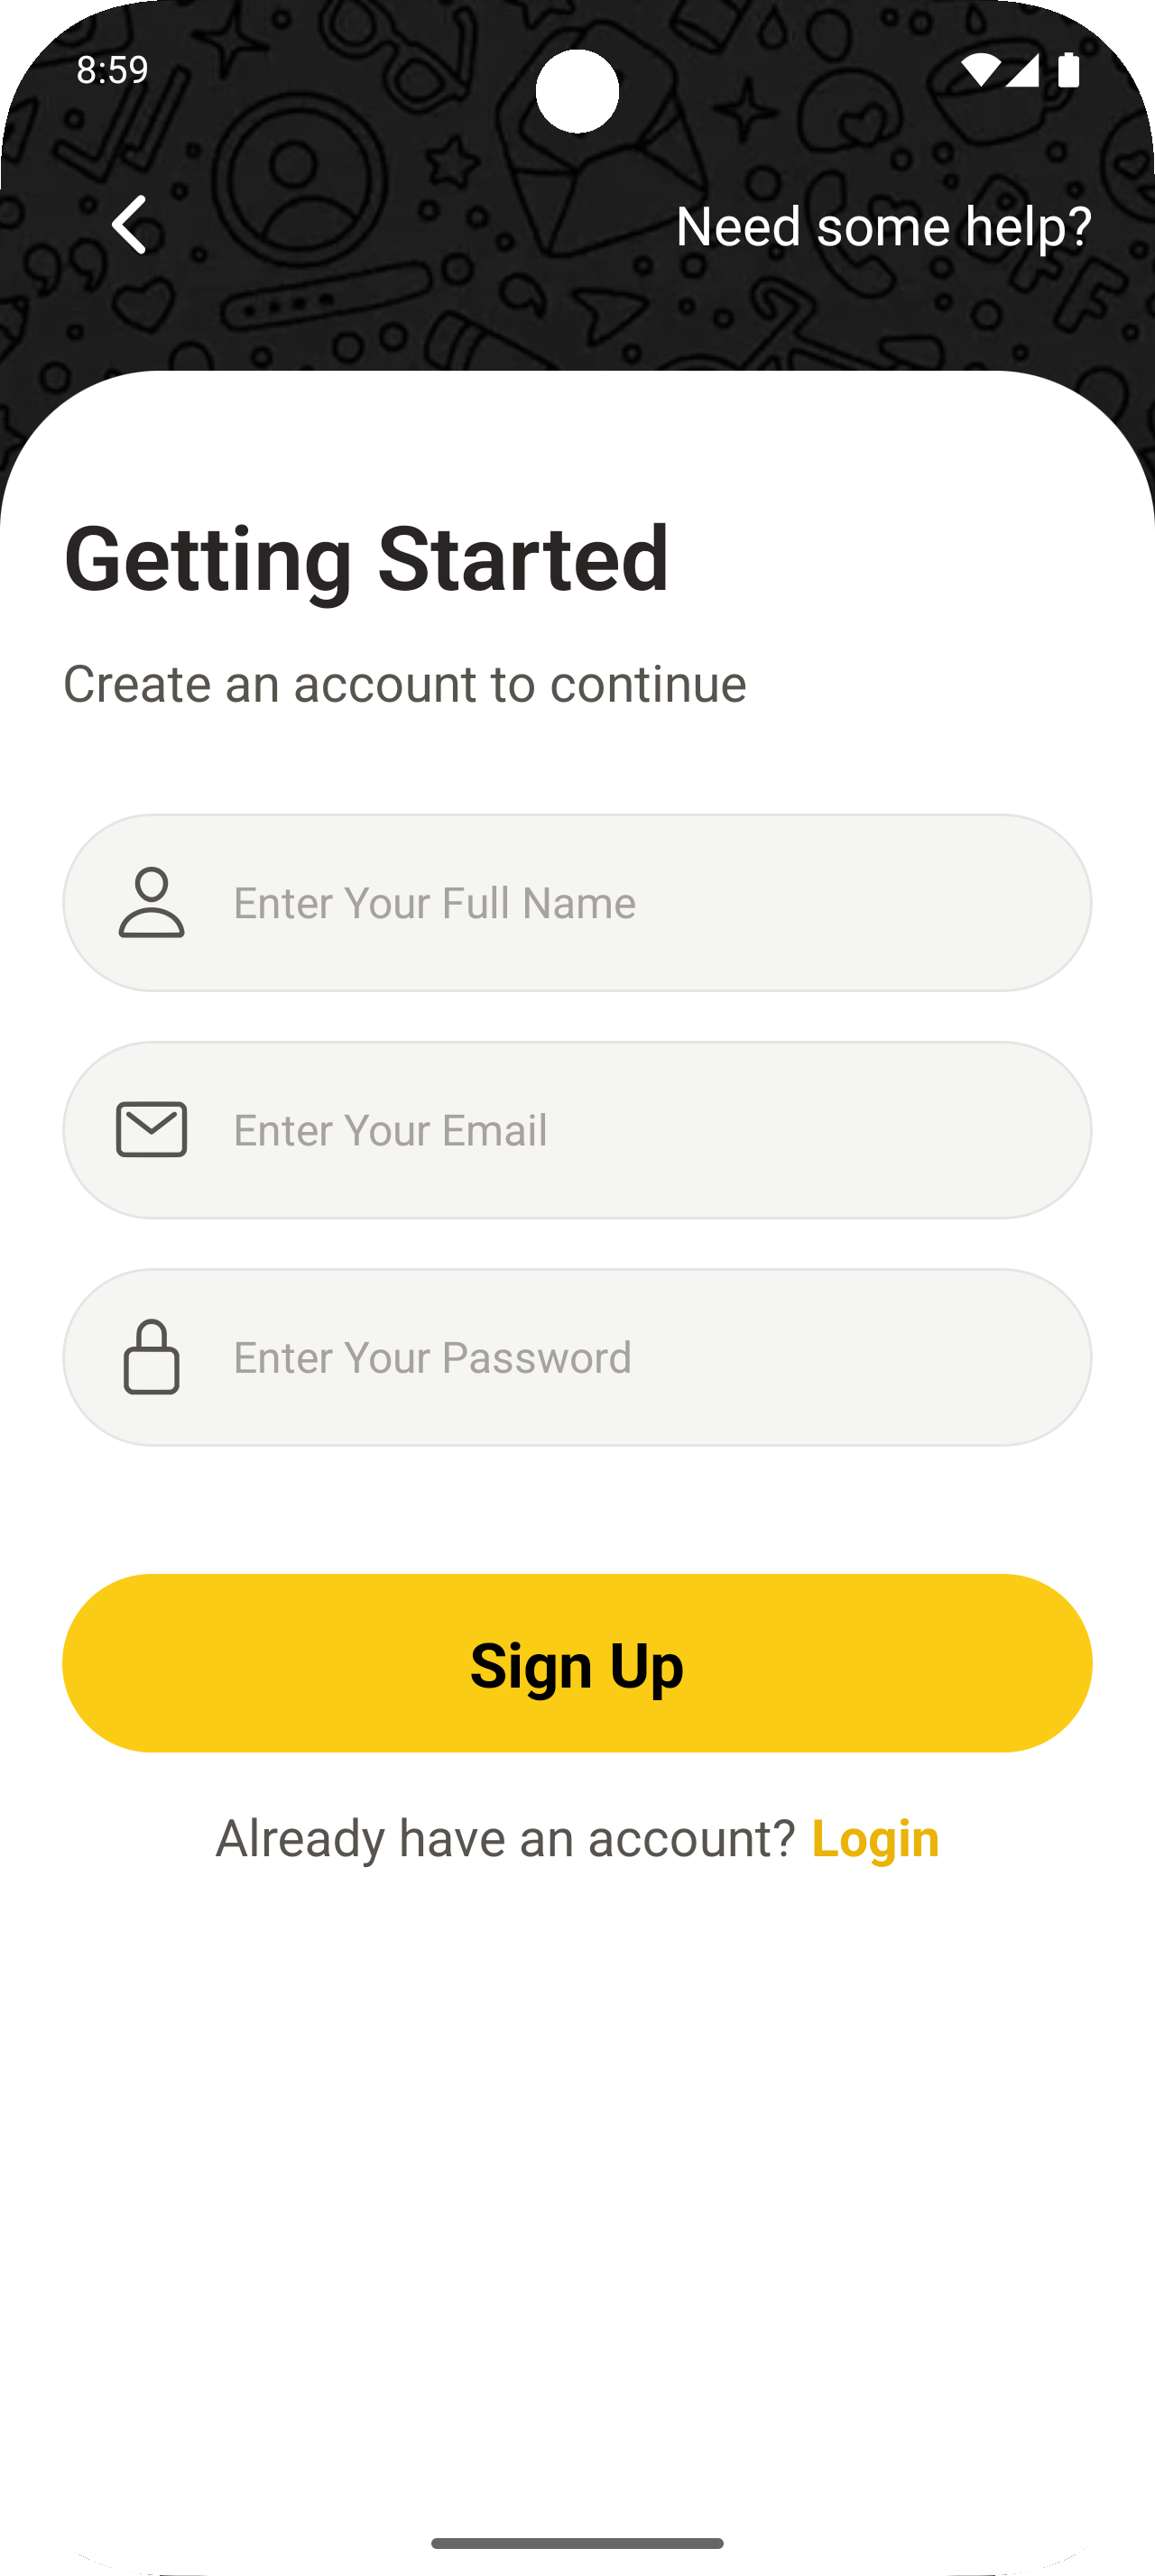 8:59
Need some help?
Getting Started
Create an account to continue
Enter Your Full Name
Enter Your Email
Enter Your Password
Sign Up
Already have an account? Login